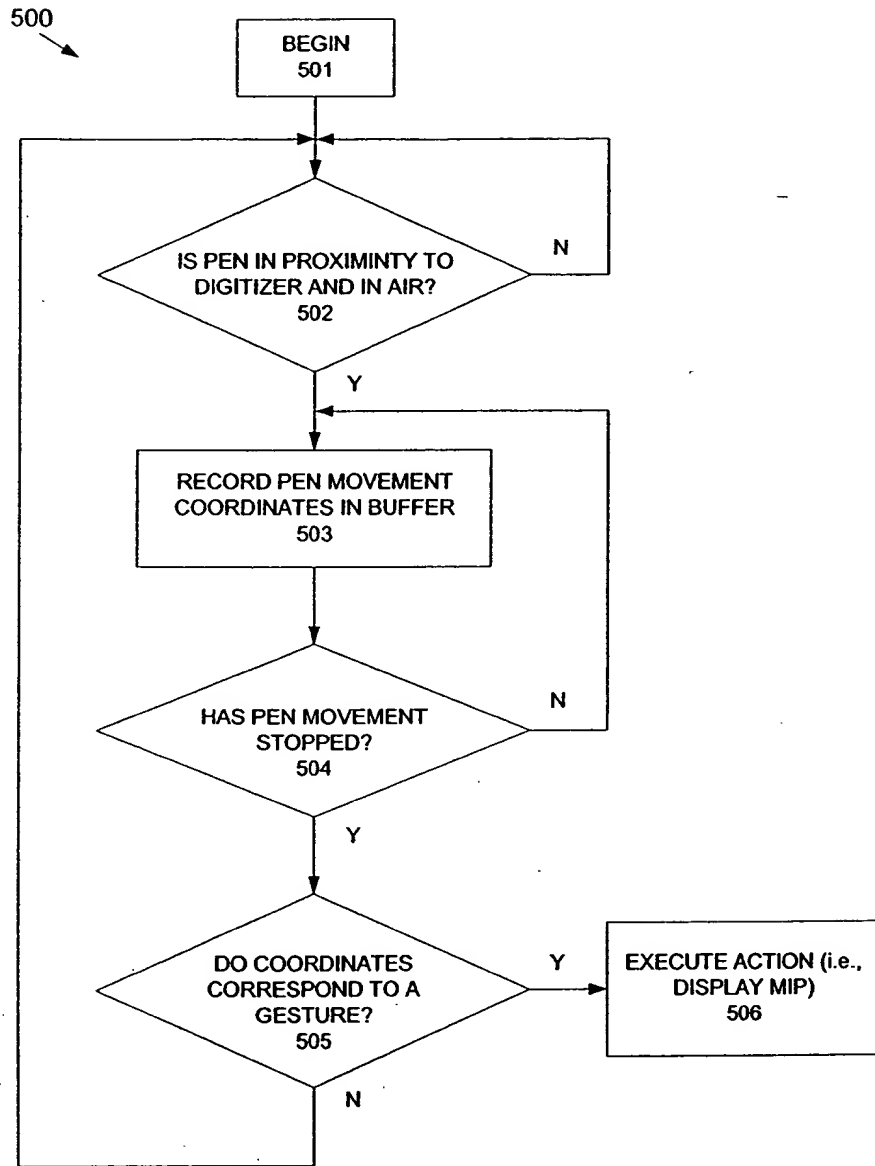 500
BEGIN
501
IS PEN IN PROXIMINTY TO
DIGITIZER AND IN AIR?
502
N
Y
RECORD PEN MOVEMENT
COORDINATES IN BUFFER
503
HAS PEN MOVEMENT
STOPPED?
504
N
Y
DO COORDINATES
CORRESPOND TO A
GESTURE?
505
Y
N
EXECUTE ACTION (i.e.,
DISPLAY MIP)
506